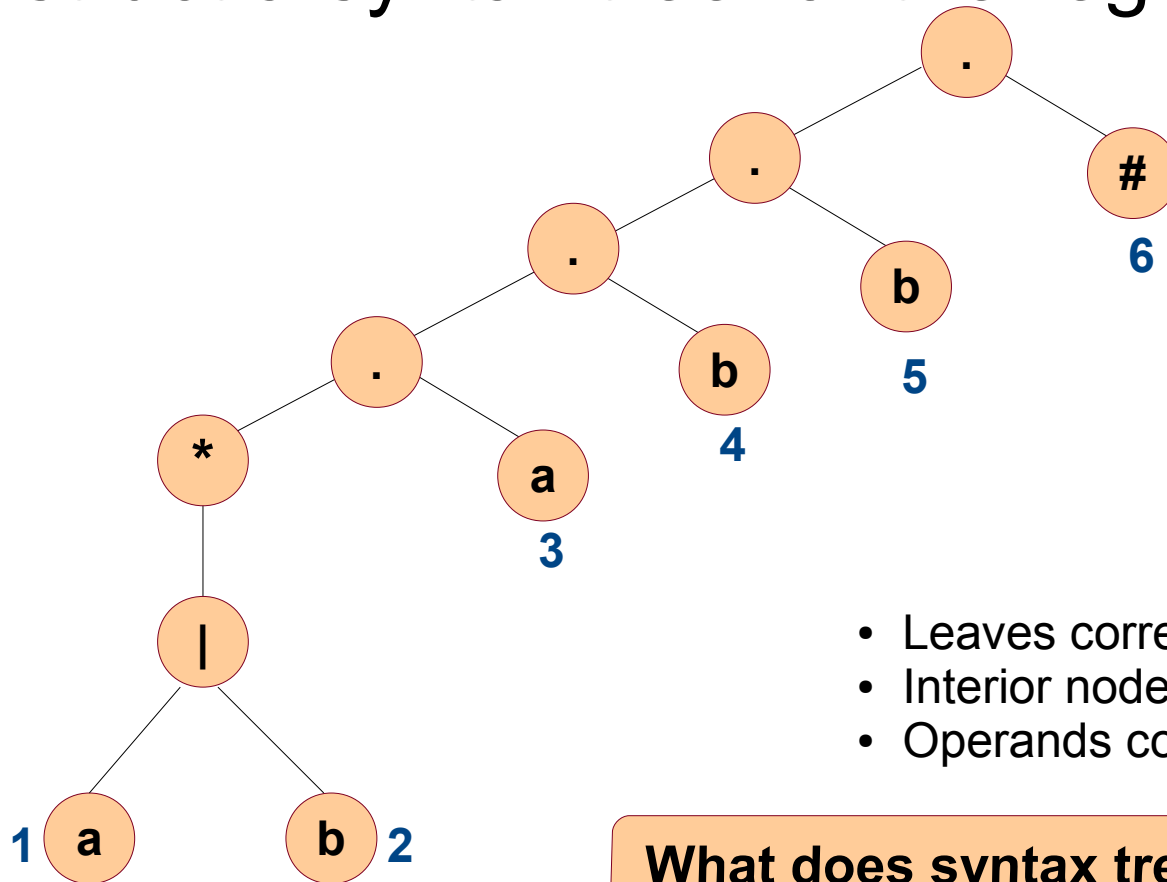 .
.
#
6
.
b
5
.
b
4
*
a
3
|
a
1
b
2
• Leaves corre
• Interior node
• Operands co
What does syntax tre